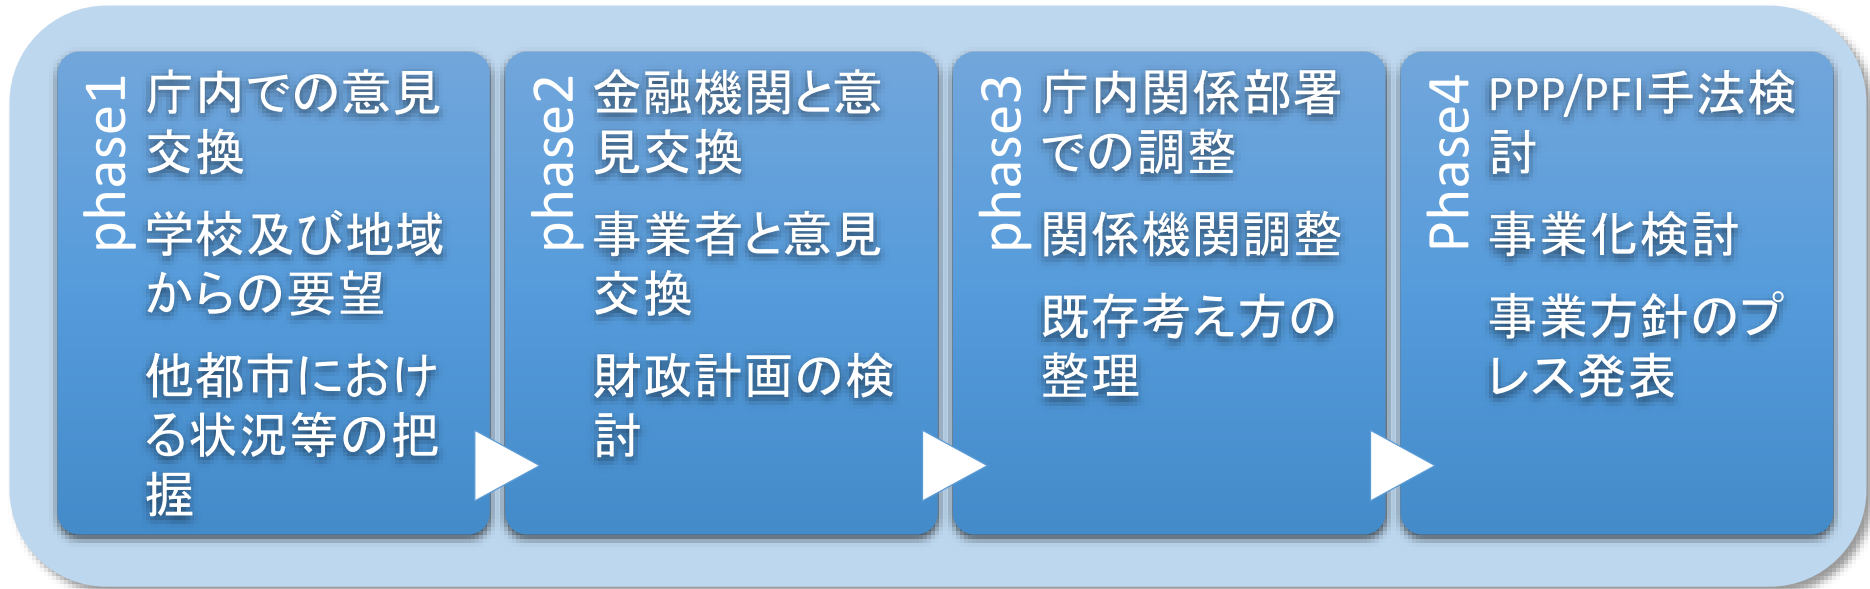 phase1
庁内での意見
交換
学校及び地域
からの要望
他都市におけ
る状況等の把
握
phase2
金融機関と意
見交換
事業者と意見
交換
財政計画の検
討
phase3
庁内関係部署
での調整
関係機関調整
既存考え方の
整理
Phase4
PPP/PFI手法検
討
事業化検討
事業方針のプ
レス発表